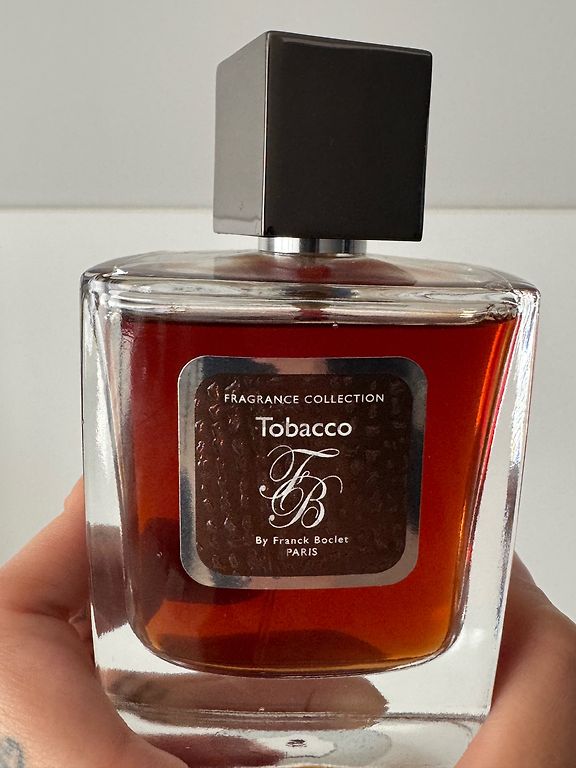 FRAGRANCE COLLECTION
Tobacco
FB
By Franck Boclet
PARIS